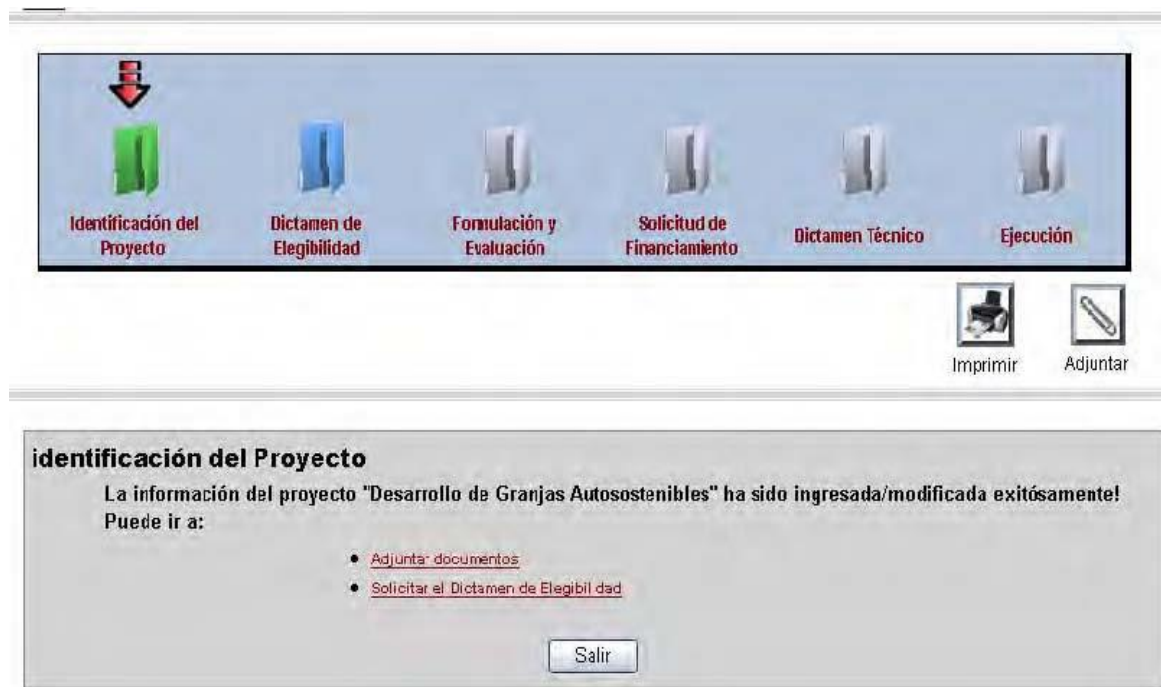 Identificación del
Proyecto
Dictamen de
Elegibilidad
Formulación y
Evaluación
Solicitud de
Financiamiento
Dictamen Técnico
Ejecución
Imprimir
Adjuntar
identificación del Proyecto
La información del proyecto "Desarrollo de Granjas Autosostenibles" ha sido ingresada/modificada exitósamente!
Puede ir a:
Adjuntar documentos
Solicitar el Dictamen de Elegibilidad
Salir